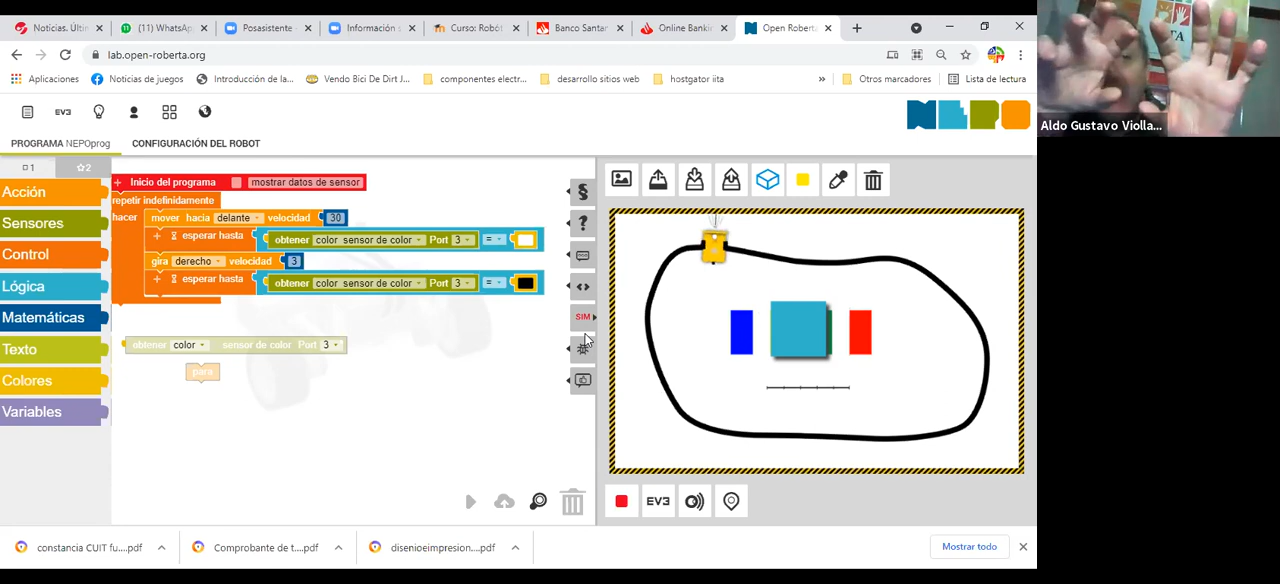 Noticias. Últin
(11) WhatsAp
Posasistente
Información s
Curso: Robót
Banco Santan
Online Bankin
Open Roberta
lab.open-roberta.org
Aplicaciones
Noticias de juegos
Introducción de la...
Vendo Bici De Dirt J...
componentes electr...
desarrollo sitios web
hostgator iita
»
Otros marcadores
Lista de lectura
Aldo Gustavo Violla...
EV3
PROGRAMA NEPOprog
CONFIGURACIÓN DEL ROBOT
1
2
Acción
Sensores
Control
Lógica
Matemáticas
Texto
Colores
Variables
+ Inicio del programa mostrar datos de sensor
repetir indefinidamente
hacer mover hacia delante velocidad 30
+ esperar hasta obtener color sensor de color Port 3 =
gira derecho velocidad 3
+ esperar hasta obtener color sensor de color Port 3 =
obtener color sensor de color Port 3
para
§
?
<>
SIM
EV3
constancia CUIT fu....pdf
Comprobante de t....pdf
disenioeimpresion....pdf
Mostrar todo